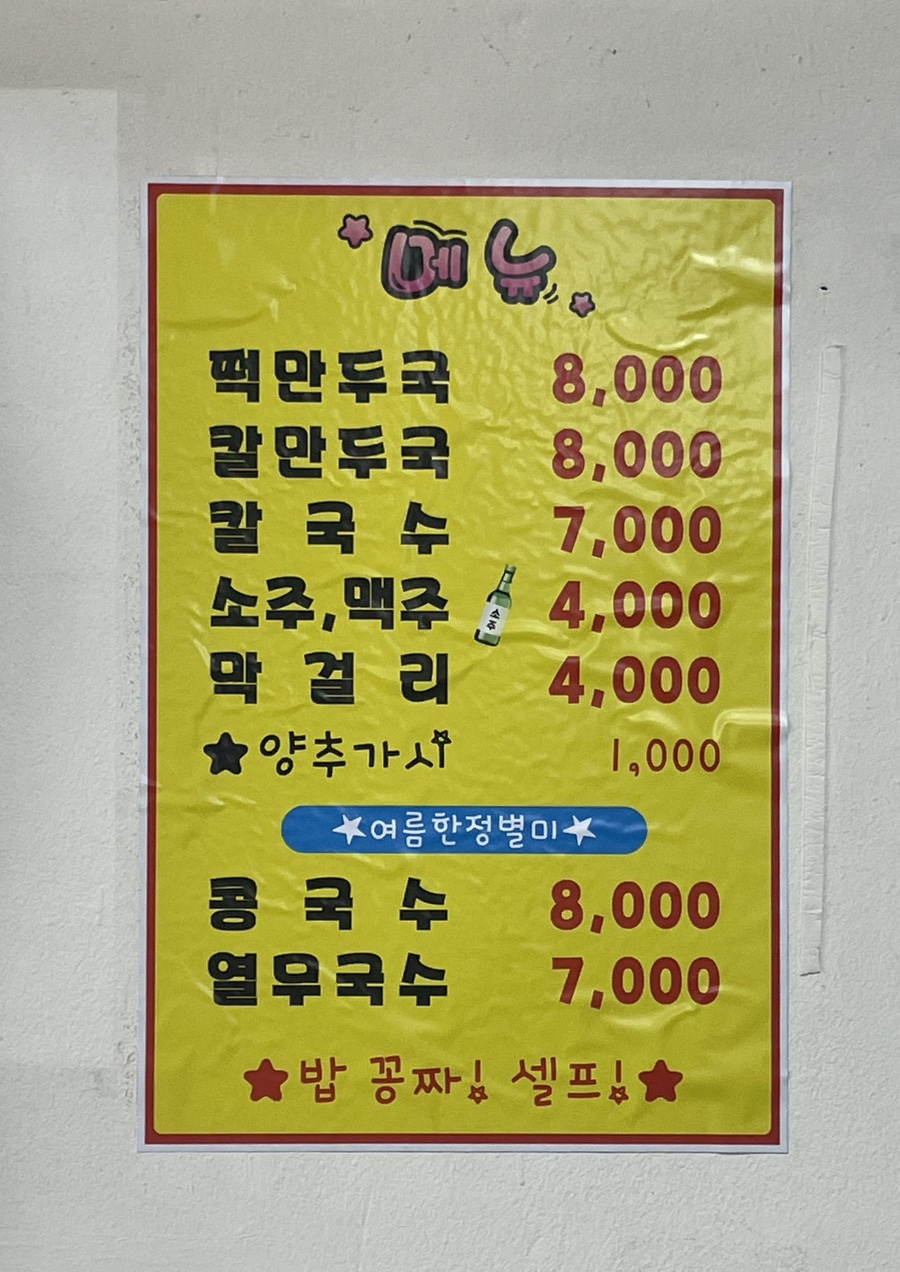 메뉴
떡만두국 8,000
칼만두국 8,000
칼국수 7,000
소주,맥주 소주 4,000
막걸리 4,000
★양추가시 1,000
★여름한정별미★
콩국수 8,000
열무국수 7,000
★밥 꽁짜! 셀프!★